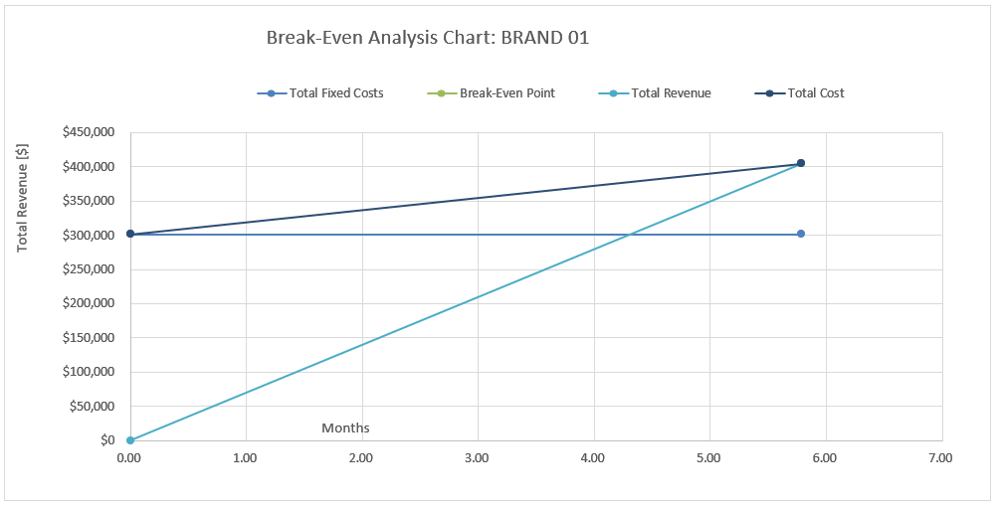 Break-Even Analysis Chart: BRAND 01
Total Fixed Costs
Break-Even Point
Total Revenue
Total Cost
Total Revenue [$]
$450,000
$400,000
$350,000
$300,000
$250,000
$200,000
$150,000
$100,000
$50,000
$0
Months
0.00 1.00 2.00 3.00 4.00 5.00 6.00 7.00